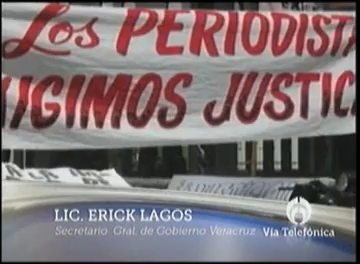 Los PERIODISTA
IGIMOS JUSTIC
LIC. ERICK LAGOS
Secretario Gral. de Gobierno Veracruz
Vía Telefónica